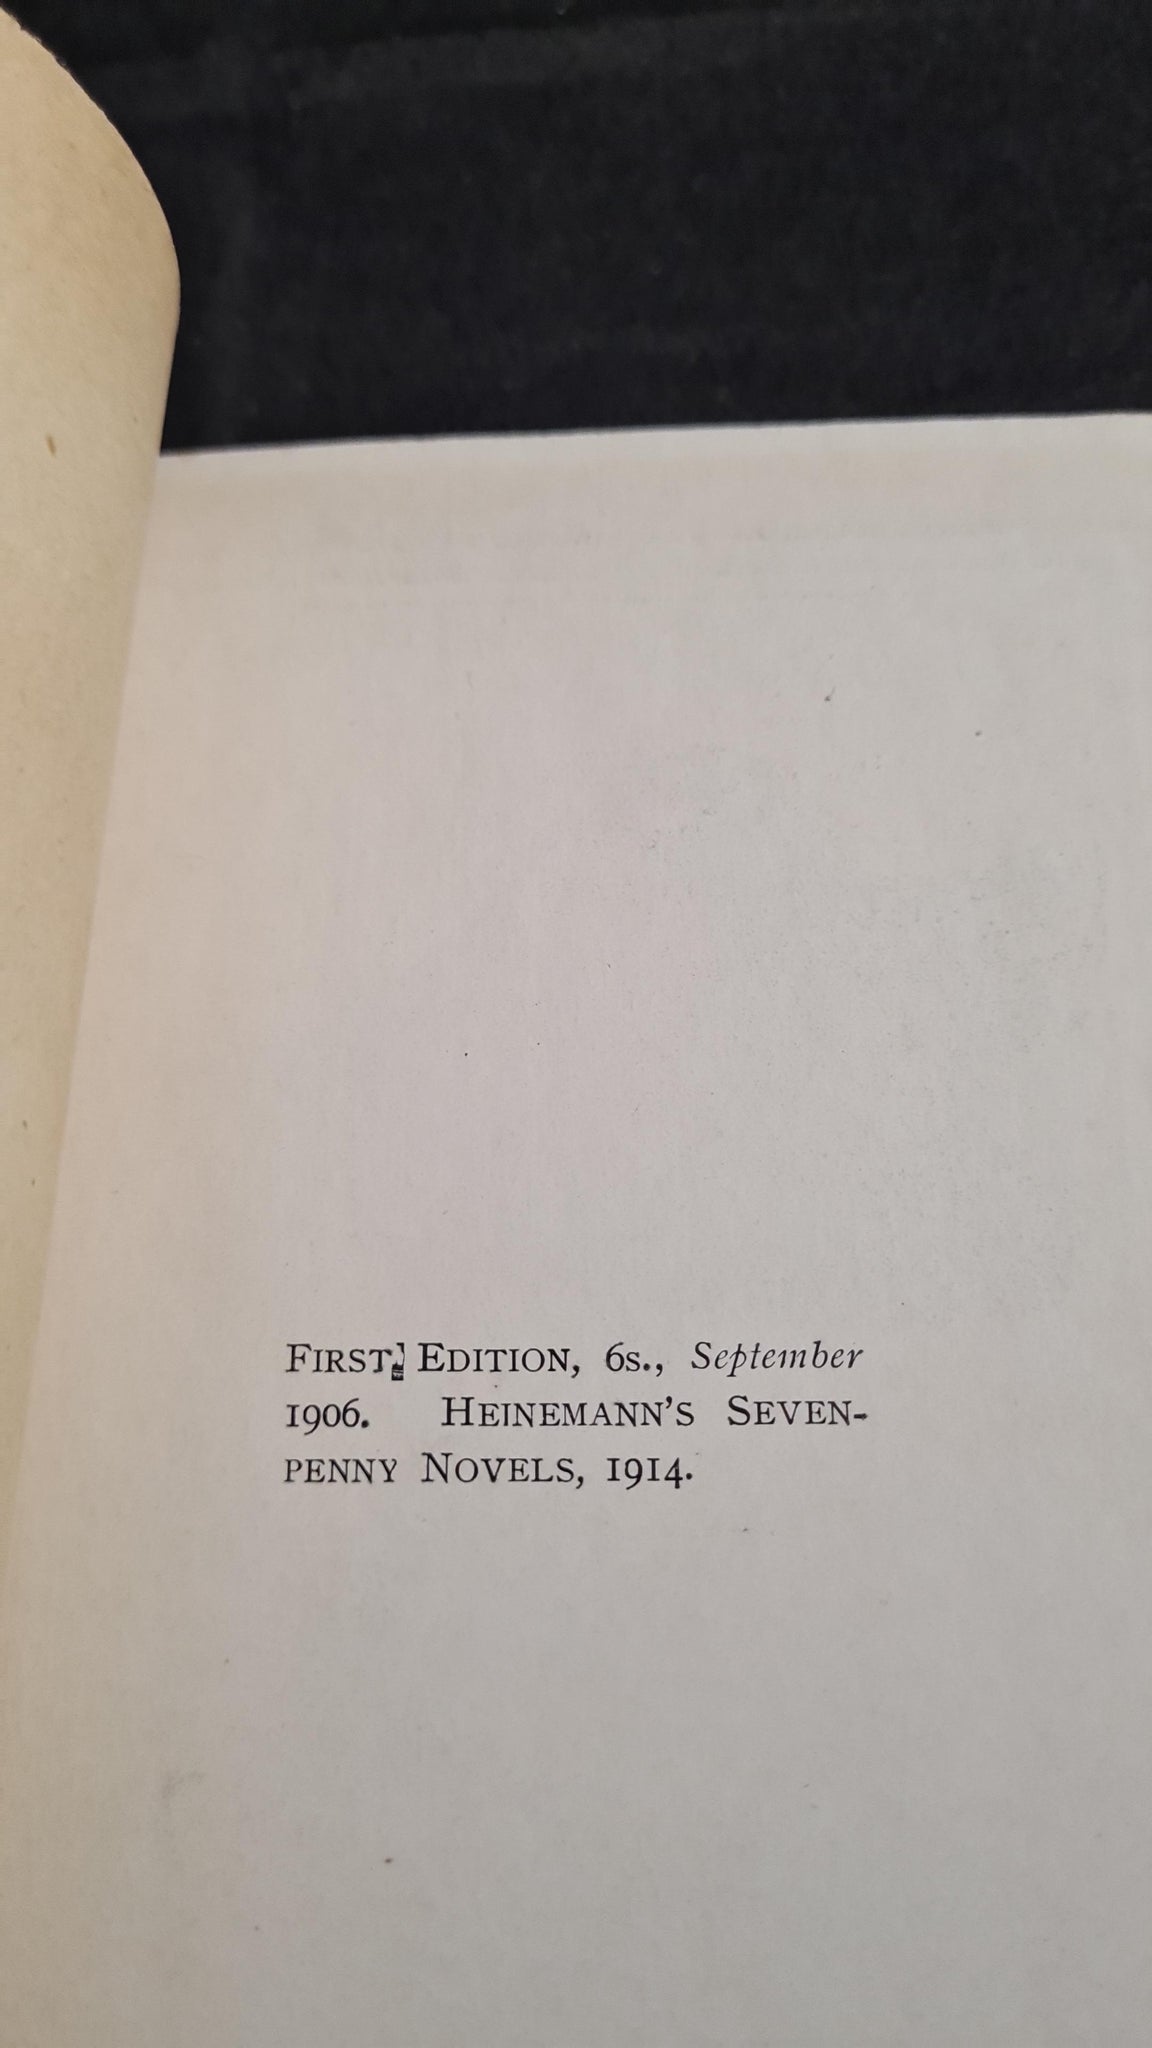 FIRST EDITION, 6s., September
1906. HEINEMANN'S SEVEN-
PENNY NOVELS, 1914.